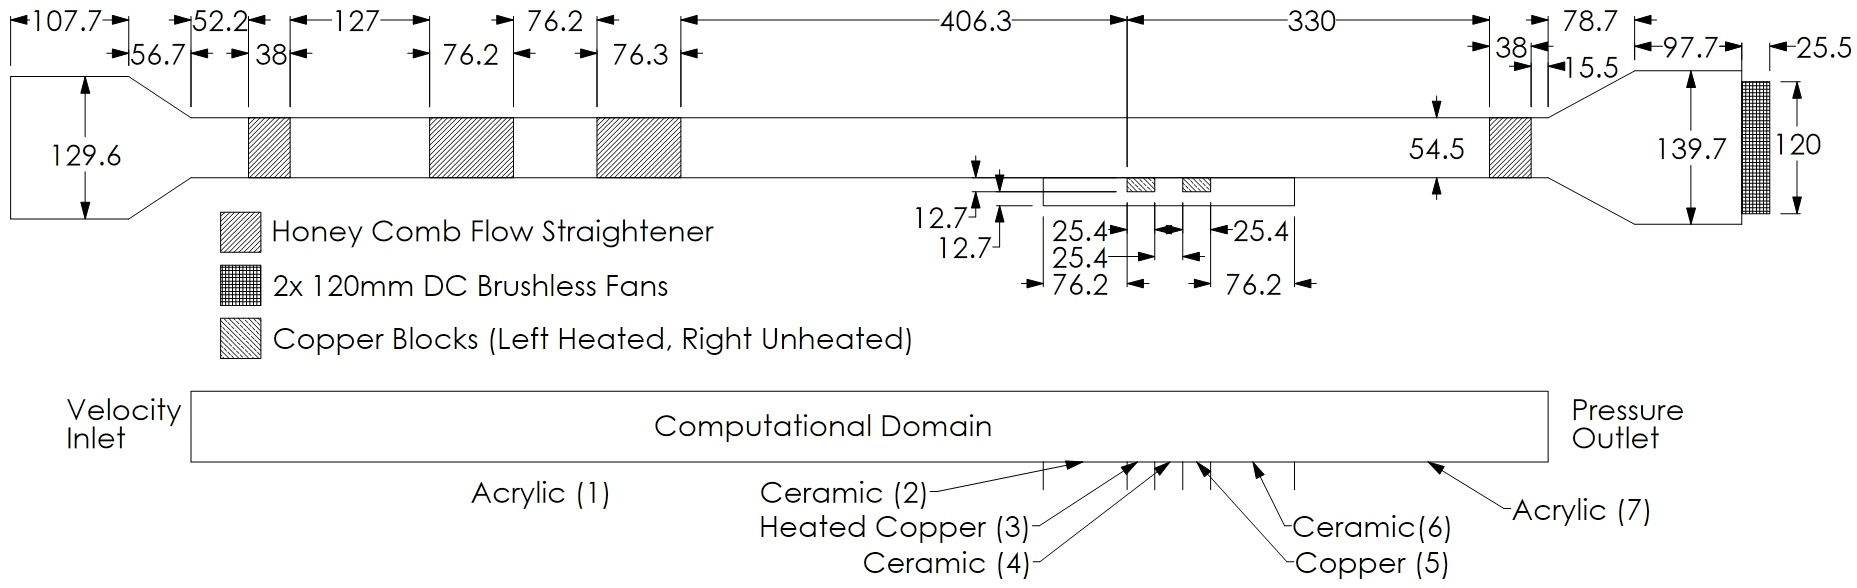 107.7
52.2
127
76.2
406.3
330
78.7
56.7
38
76.2
76.3
38
97.7
25.5
15.5
129.6
54.5
139.7
120
12.7
12.7
25.4
25.4
25.4
76.2
76.2
Honey Comb Flow Straightener
2x 120mm DC Brushless Fans
Copper Blocks (Left Heated, Right Unheated)
Velocity
Inlet
Computational Domain
Pressure
Outlet
Acrylic (1)
Ceramic (2)
Heated Copper (3)
Ceramic (4)
Ceramic(6)
Copper (5)
Acrylic (7)